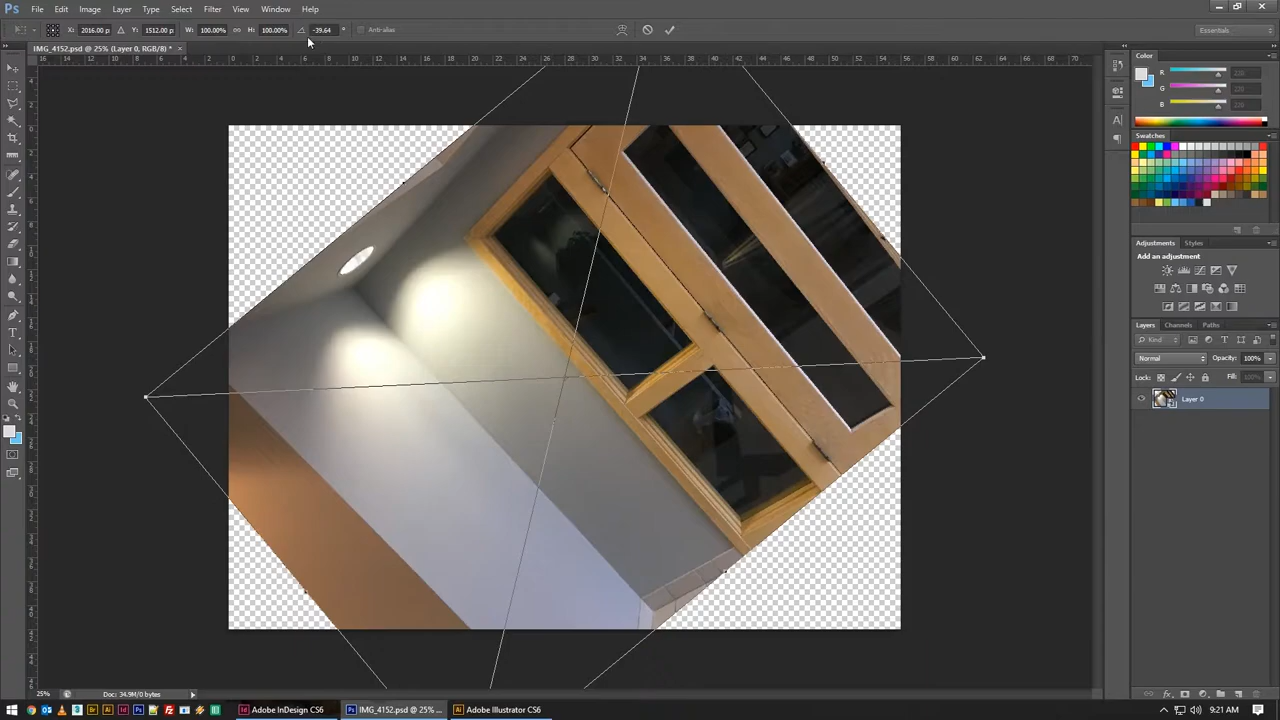 Ps File Edit Image Layer Type Select Filter View Window Help
X: 2016.00 p Y: 1512.00 p W: 100.00% H: 100.00% -39.64 ° Anti-alias Essentials
IMG_4152.psd @ 25% (Layer 0, RGB/8) * ×
Color
R
G
B
Swatches
Adjustments Styles
Add an adjustment
Layers Channels Paths
Kind
Normal Opacity: 100%
Lock: Fill: 100%
Layer 0
25% Doc: 34.9M/0 bytes
Adobe InDesign CS6 IMG_4152.psd @ 25% ... Adobe Illustrator CS6 9:21 AM